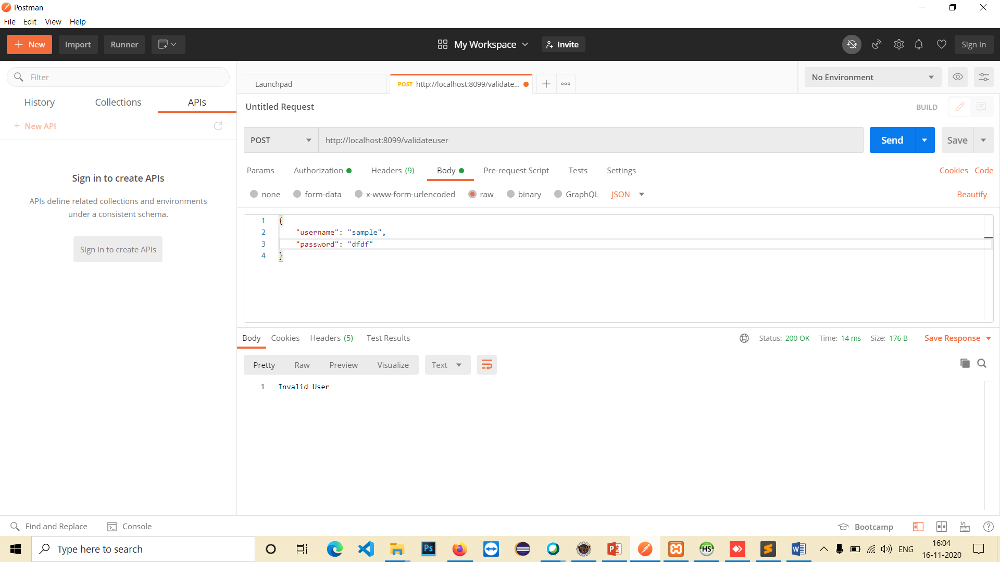 Postman
File Edit View Help
+ New Import Runner My Workspace Invite Sign In
Filter
History Collections APIs
+ New API
Sign in to create APIs
APIs define related collections and environments
under a consistent schema.
Sign in to create APIs
Launchpad POST http://localhost:8099/validate... No Environment
Untitled Request BUILD
POST http://localhost:8099/validateuser Send Save
Params Authorization Headers (9) Body Pre-request Script Tests Settings Cookies Code
none form-data x-www-form-urlencoded raw binary GraphQL JSON Beautify
1 {
2 "username": "sample",
3 "password": "dfdf"
4 }
Body Cookies Headers (5) Test Results Status: 200 OK Time: 14 ms Size: 176 B Save Response
Pretty Raw Preview Visualize Text
1 Invalid User
Find and Replace Console Bootcamp
Type here to search Ps HS ENG 16:04
16-11-2020